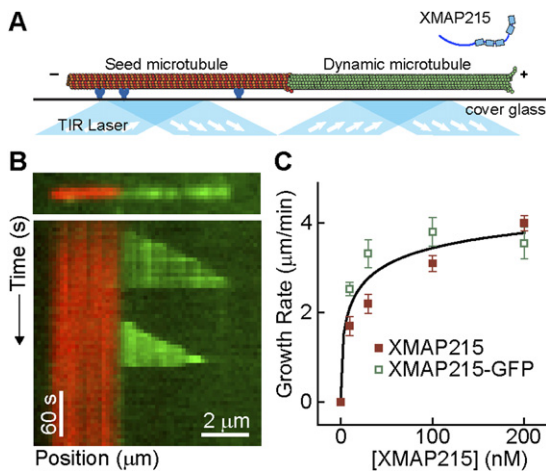 A
XMAP215
Seed microtubule
Dynamic microtubule
−
+
cover glass
TIR Laser
B
Time (s)
60 s
2 μm
Position (μm)
C
Growth Rate (μm/min)
4
2
0
XMAP215
XMAP215-GFP
0
100
200
[XMAP215] (nM)